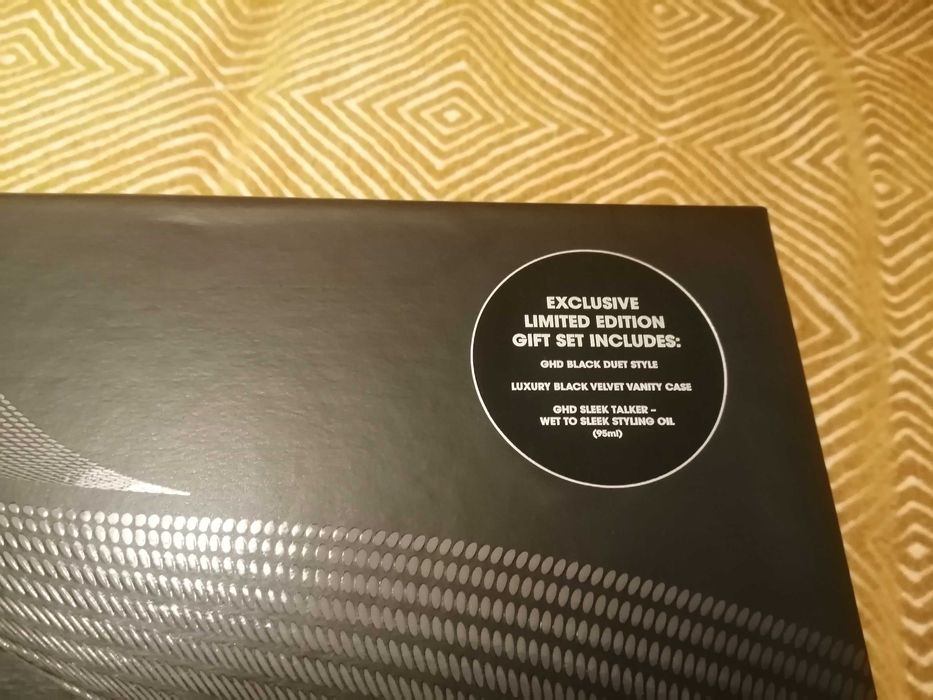 EXCLUSIVE
LIMITED EDITION
GIFT SET INCLUDES:
GHD BLACK DUET STYLE
LUXURY BLACK VELVET VANITY CASE
GHD SLEEK TALKER –
WET TO SLEEK STYLING OIL
(95ml)